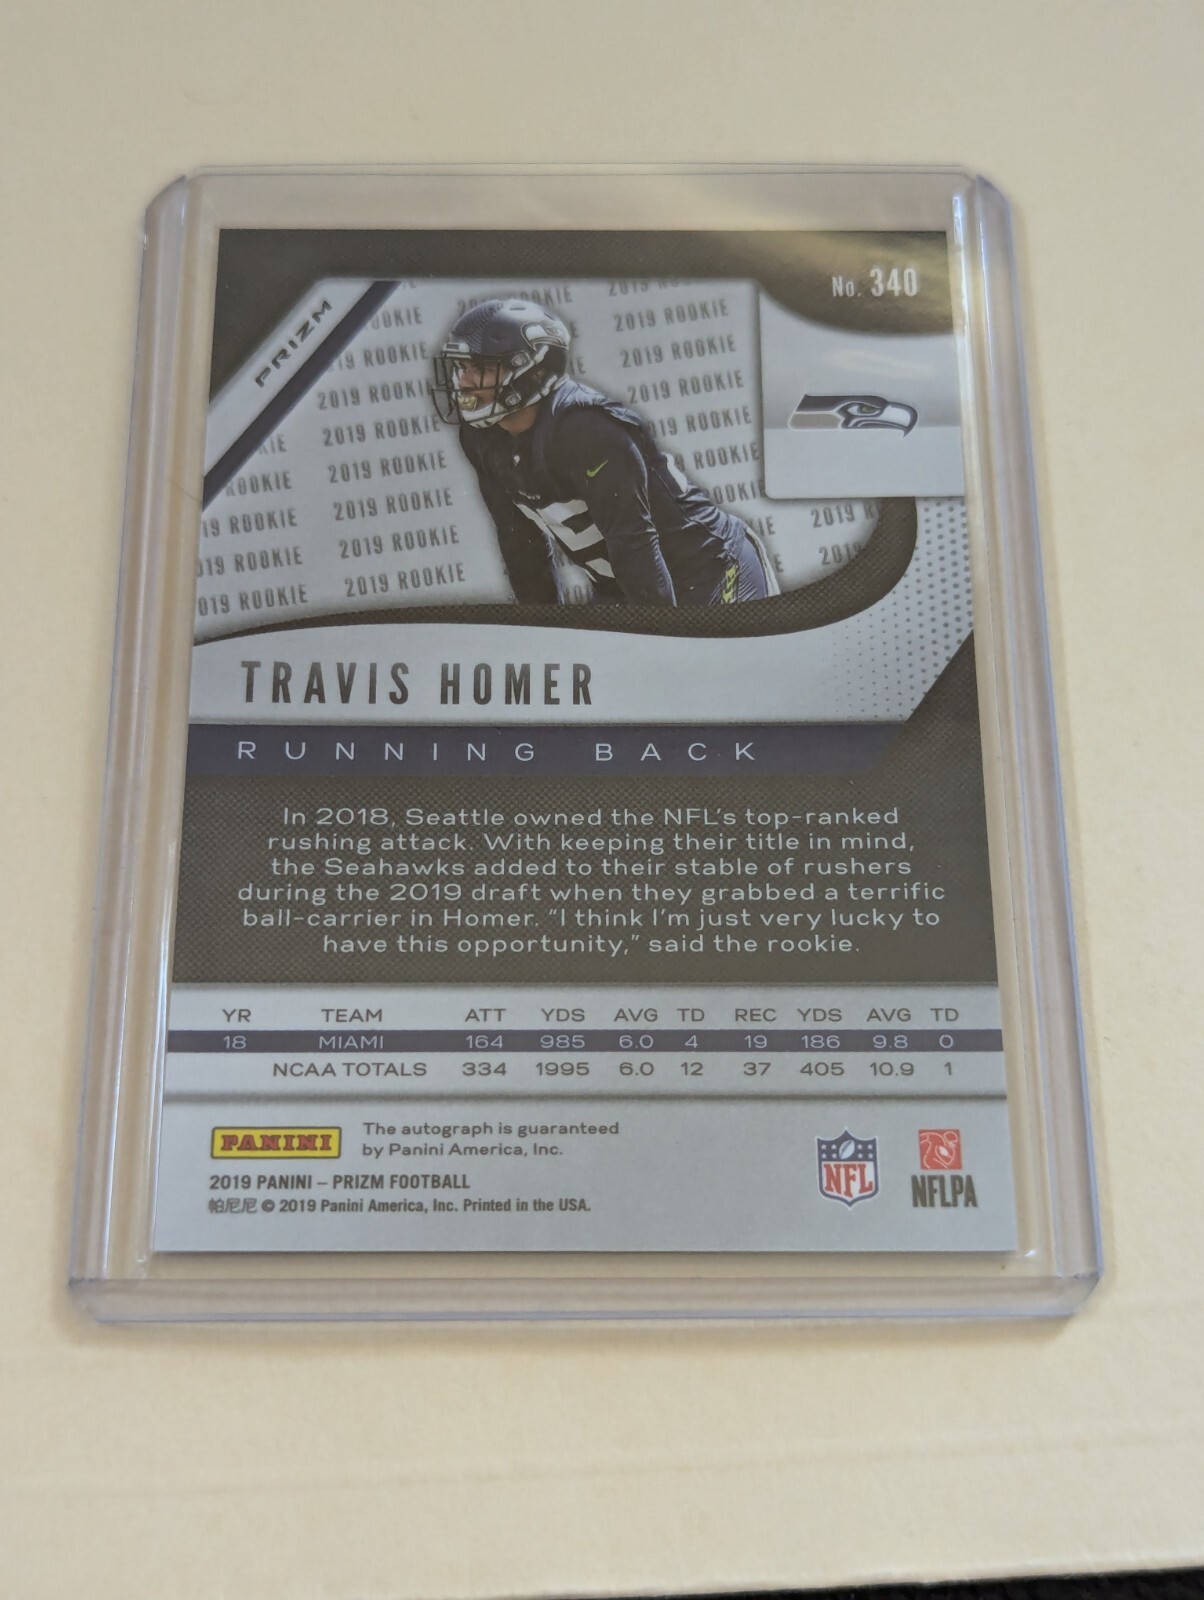 No. 340
PRIZM
2019 ROOKIE
2019 ROOKIE
2019 ROOKIE
2019 ROOKIE
2019 ROOKIE
2019 ROOKIE
2019 ROOKIE
2019 ROOKIE
2019 ROOKIE
2019 ROOKIE
TRAVIS HOMER
RUNNING BACK
In 2018, Seattle owned the NFL's top-ranked
rushing attack. With keeping their title in mind,
the Seahawks added to their stable of rushers
during the 2019 draft when they grabbed a terrific
ball-carrier in Homer. "I think I'm just very lucky to
have this opportunity," said the rookie.
YR TEAM ATT YDS AVG TD REC YDS AVG TD
18 MIAMI 164 985 6.0 4 19 186 9.8 0
NCAA TOTALS 334 1995 6.0 12 37 405 10.9 1
PANINI
The autograph is guaranteed
by Panini America, Inc.
2019 PANINI – PRIZM FOOTBALL
帕尼尼 © 2019 Panini America, Inc. Printed in the USA.
NFL
NFLPA